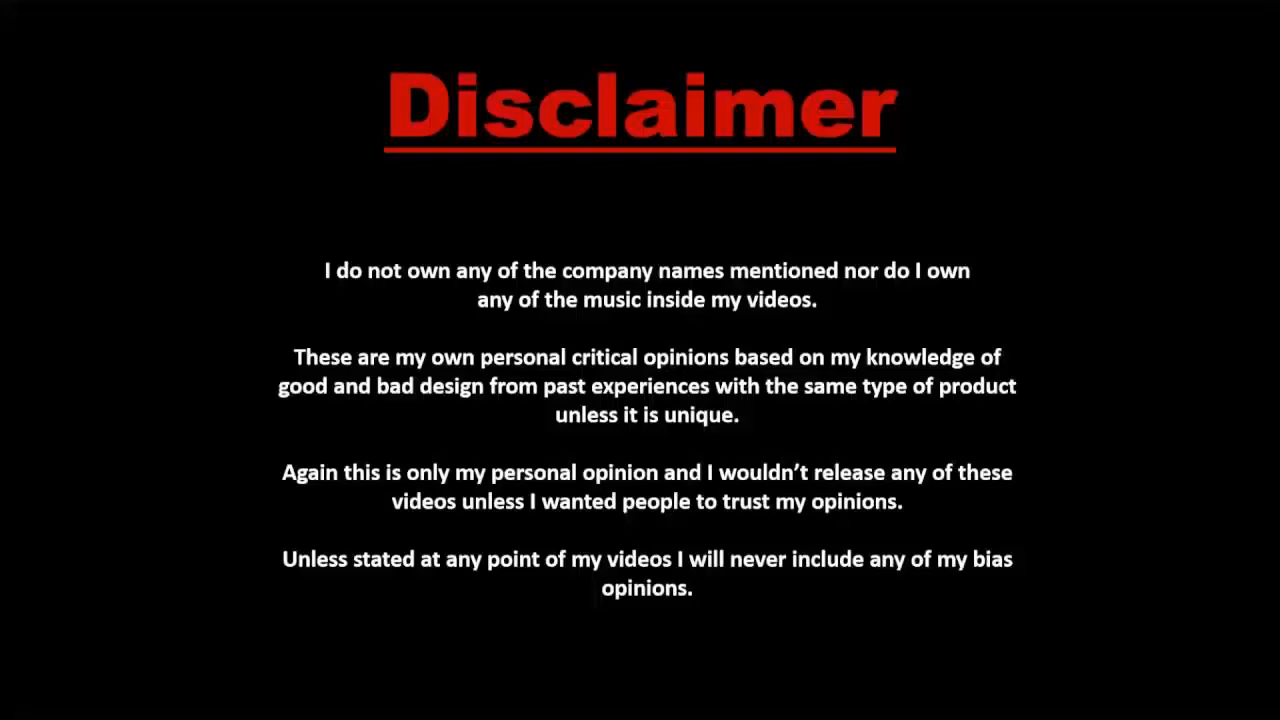 Disclaimer
I do not own any of the company names mentioned nor do I own
any of the music inside my videos.
These are my own personal critical opinions based on my knowledge of
good and bad design from past experiences with the same type of product
unless it is unique.
Again this is only my personal opinion and I wouldn’t release any of these
videos unless I wanted people to trust my opinions.
Unless stated at any point of my videos I will never include any of my bias
opinions.